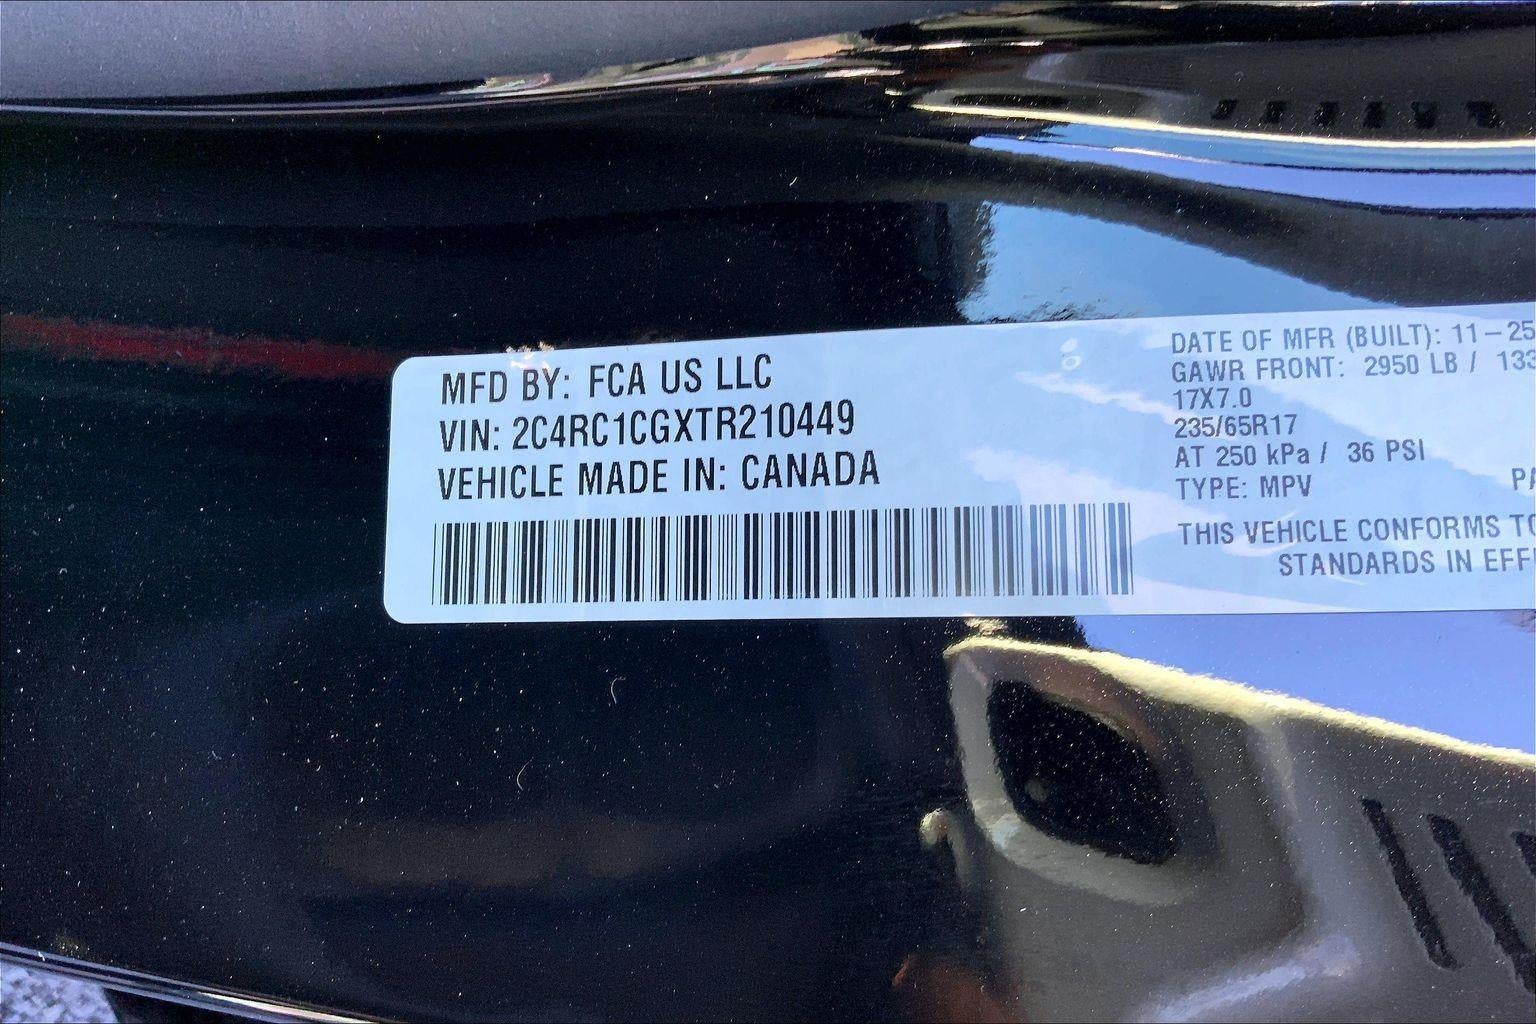 MFD BY: FCA US LLC
VIN: 2C4RC1CGXTR210449
VEHICLE MADE IN: CANADA
DATE OF MFR (BUILT): 11-25
GAWR FRONT: 2950 LB / 133
17X7.0
235/65R17
AT 250 kPa / 36 PSI
TYPE: MPV
THIS VEHICLE CONFORMS
STANDARDS IN